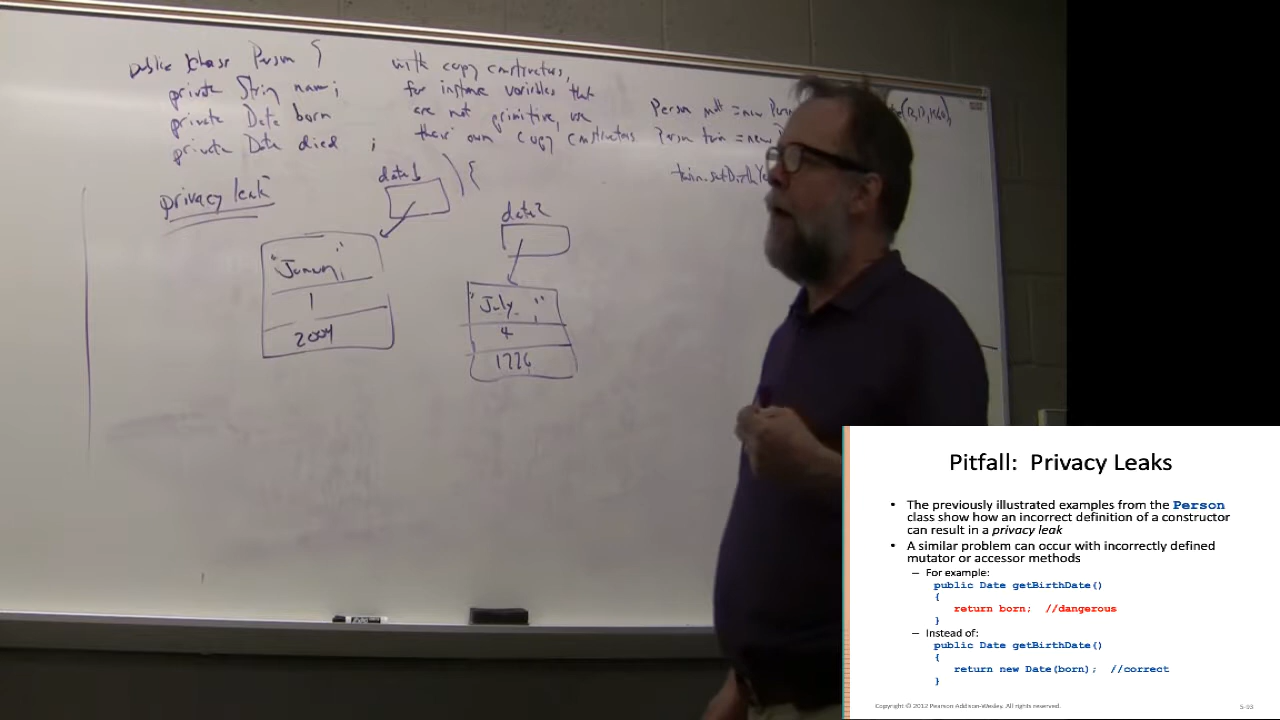 public class Person {
private String name;
private Date born
private Date died ;
with copy constructors,
for instance variables that
are not primitive, use
their own copy constructors
Person = new
Person twin = new
privacy leak
date1
1
2004
date2
"July"
4
1776
Pitfall: Privacy Leaks
• The previously illustrated examples from the Person
class show how an incorrect definition of a constructor
can result in a privacy leak
• A similar problem can occur with incorrectly defined
mutator or accessor methods
– For example:
public Date getBirthDate()
{
return born; //dangerous
}
– Instead of:
public Date getBirthDate()
{
return new Date(born); //correct
}
Copyright © 2012 Pearson Addison-Wesley. All rights reserved.